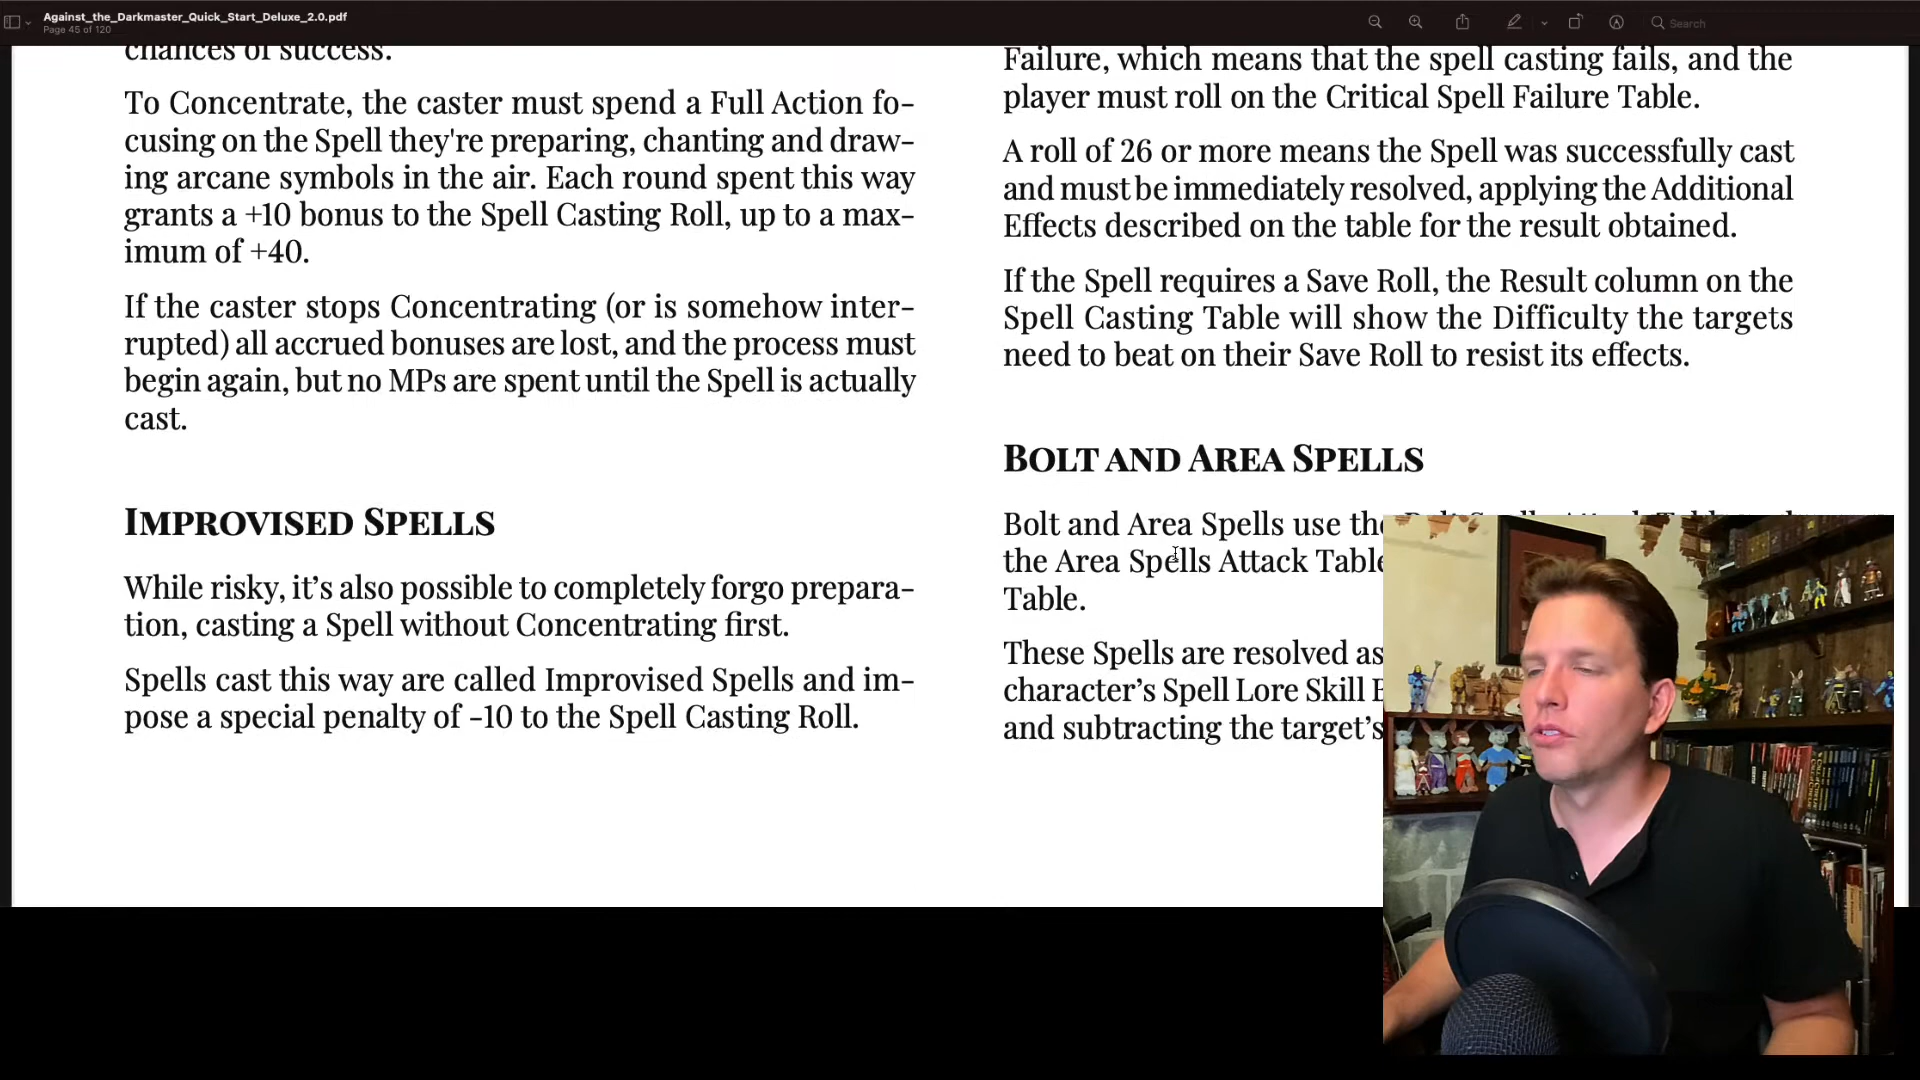 Against_the_Darkmaster_Quick_Start_Deluxe_2.0.pdf
Page 45 of 120
Search
chances of success.
To Concentrate, the caster must spend a Full Action fo-
cusing on the Spell they're preparing, chanting and draw-
ing arcane symbols in the air. Each round spent this way
grants a +10 bonus to the Spell Casting Roll, up to a max-
imum of +40.
If the caster stops Concentrating (or is somehow inter-
rupted) all accrued bonuses are lost, and the process must
begin again, but no MPs are spent until the Spell is actually
cast.
IMPROVISED SPELLS
While risky, it’s also possible to completely forgo prepara-
tion, casting a Spell without Concentrating first.
Spells cast this way are called Improvised Spells and im-
pose a special penalty of -10 to the Spell Casting Roll.
Failure, which means that the spell casting fails, and the
player must roll on the Critical Spell Failure Table.
A roll of 26 or more means the Spell was successfully cast
and must be immediately resolved, applying the Additional
Effects described on the table for the result obtained.
If the Spell requires a Save Roll, the Result column on the
Spell Casting Table will show the Difficulty the targets
need to beat on their Save Roll to resist its effects.
BOLT AND AREA SPELLS
Bolt and Area Spells use the
the Area Spells Attack Table
Table.
These Spells are resolved as
character’s Spell Lore Skill
and subtracting the target’s